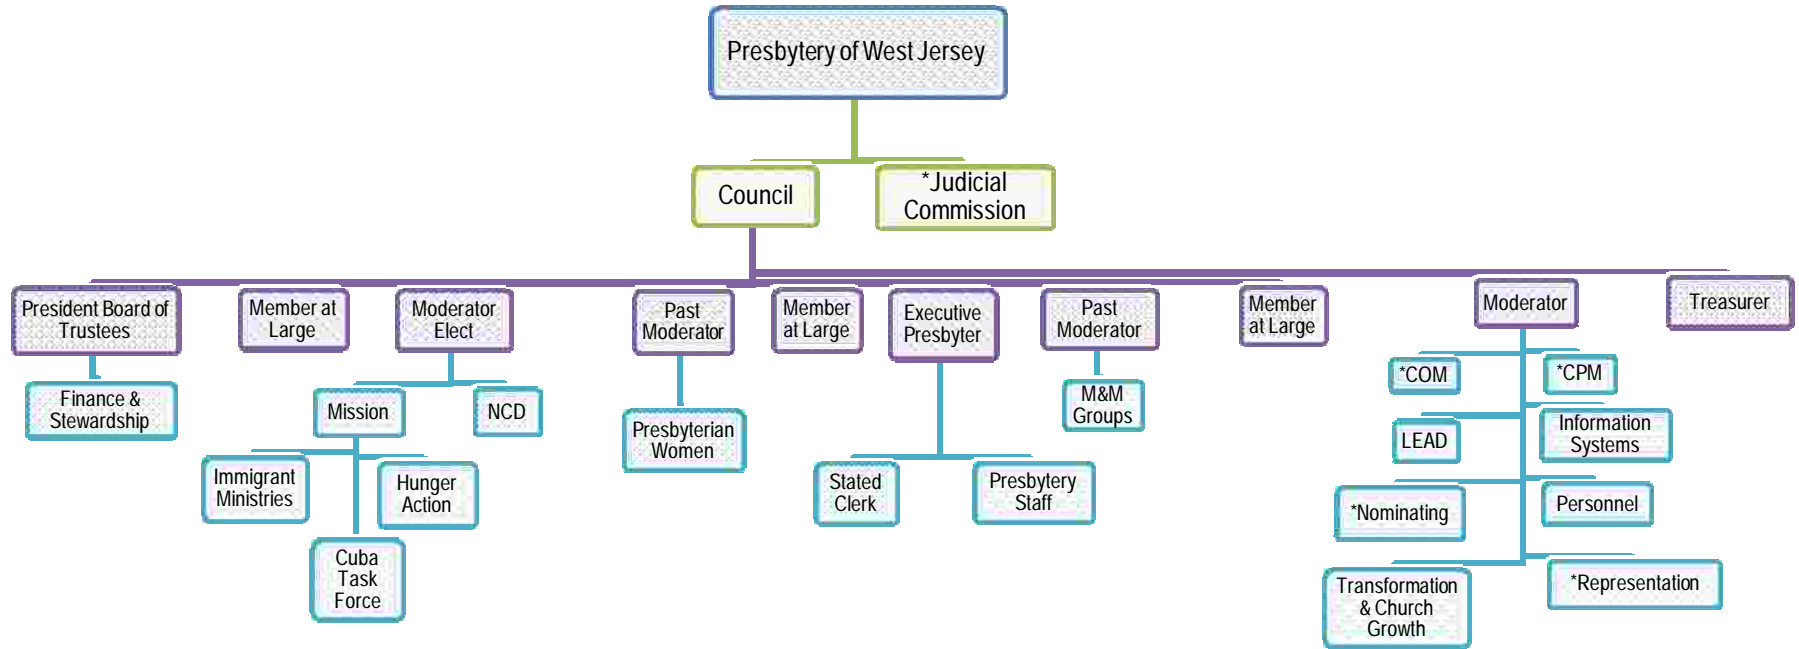 Presbytery of West Jersey
Council
*Judicial
Commission
President Board of
Trustees
Member at
Large
Moderator
Elect
Past
Moderator
Member
at Large
Executive
Presbyter
Past
Moderator
Member
at Large
Moderator
Treasurer
Finance &
Stewardship
Mission
NCD
Presbyterian
Women
M&M
Groups
*COM
*CPM
LEAD
Information
Systems
Immigrant
Ministries
Hunger
Action
Stated
Clerk
Presbytery
Staff
*Nominating
Personnel
Cuba
Task
Force
Transformation
& Church
Growth
*Representation